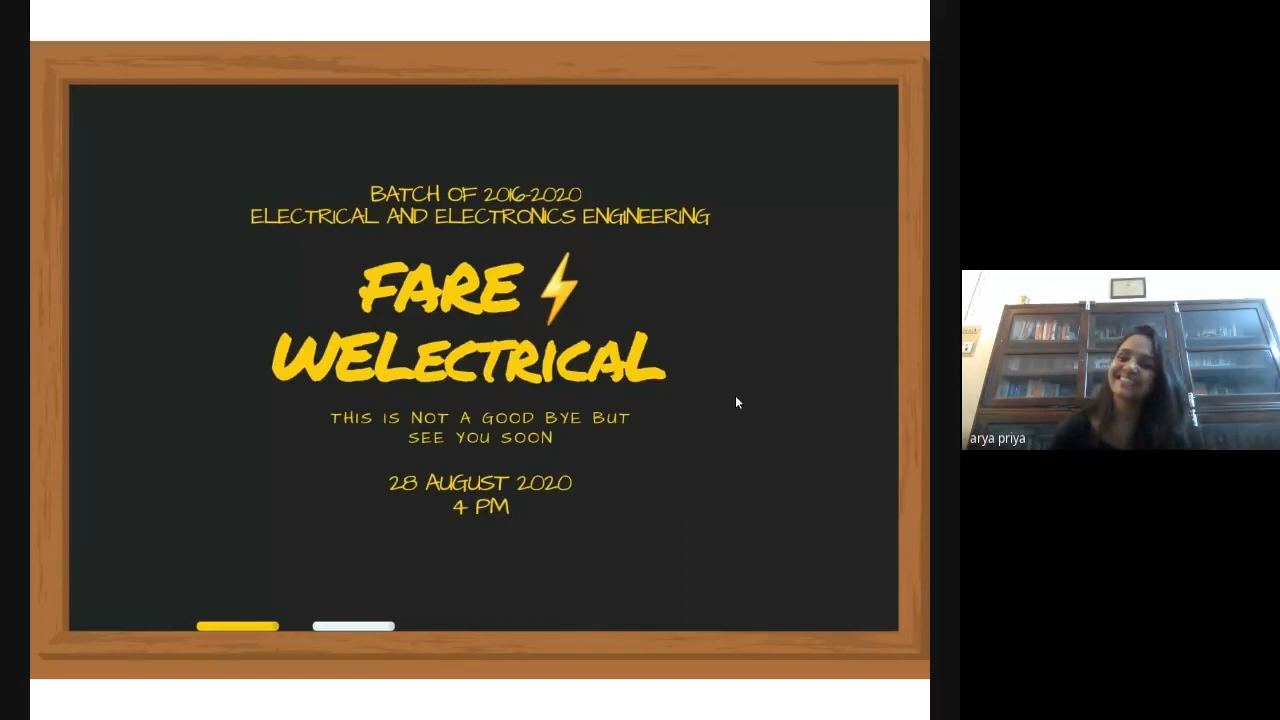 BATCH OF 2016-2020
ELECTRICAL AND ELECTRONICS ENGINEERING
FARE⚡
WELECTRICAL
THIS IS NOT A GOOD BYE BUT
SEE YOU SOON
28 AUGUST 2020
4 PM
arya priya